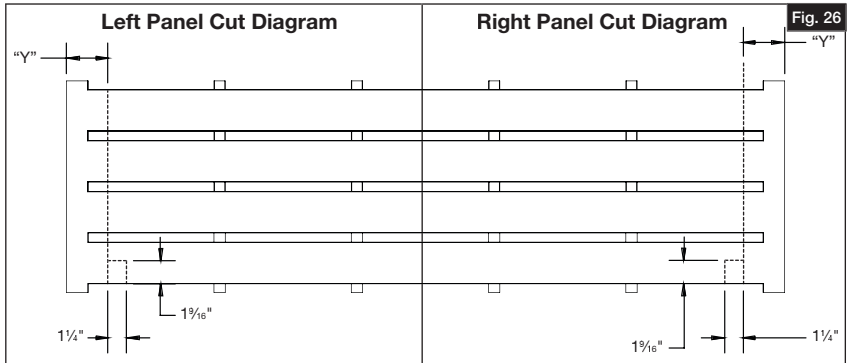 Left Panel Cut Diagram
Right Panel Cut Diagram
Fig. 26
“Y”
“Y”
1⁹⁄₁₆"
1¼"
1⁹⁄₁₆"
1¼"